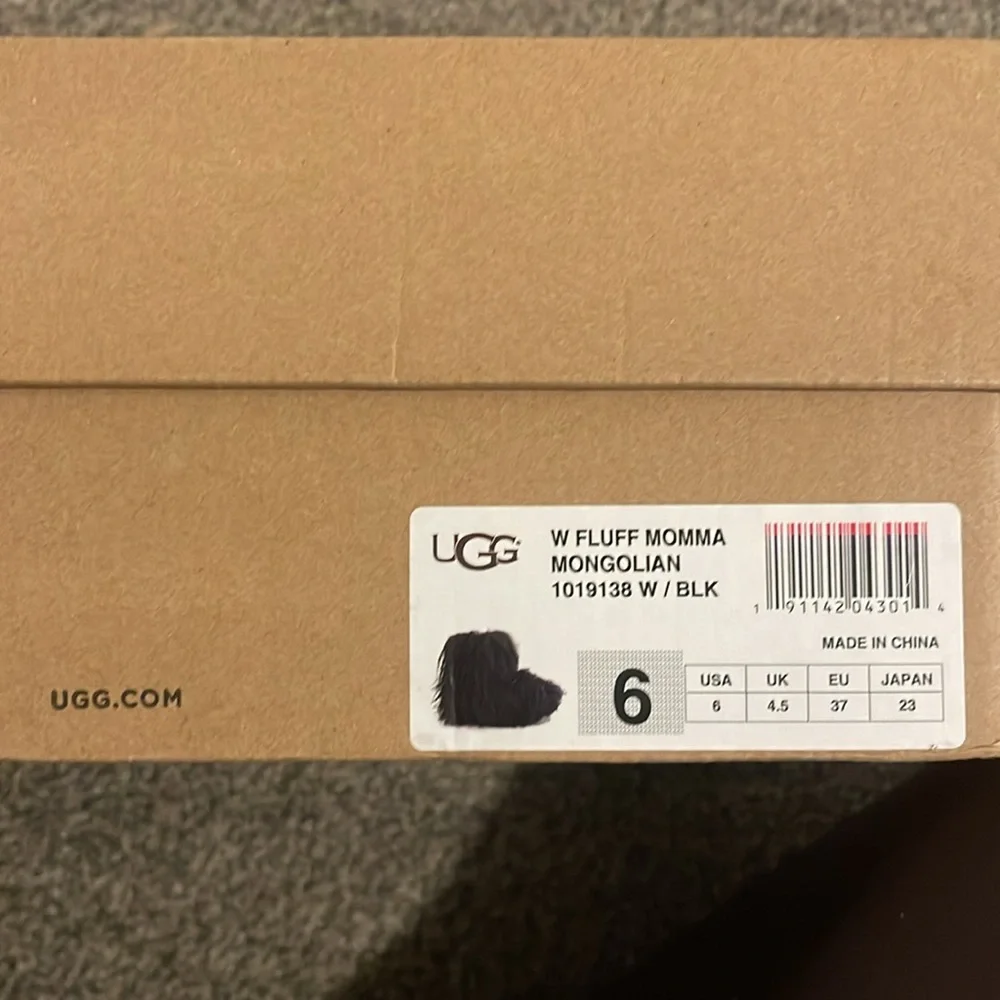 UGG
W FLUFF MOMMA
MONGOLIAN
1019138 W / BLK
1 91142 04301 4
MADE IN CHINA
6
USA UK EU JAPAN
6 4.5 37 23
UGG.COM